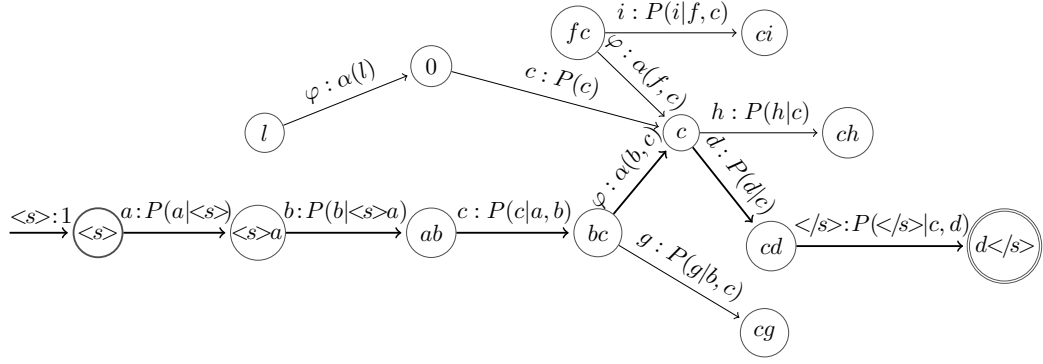 i : P(i|f, c)
fc
ci
φ : α(f, c)
0
φ : α(l)
c : P(c)
l
c
h : P(h|c)
ch
φ : α(b, c)
d : P(d|c)
<s>:1
<s>
a:P(a|<s>)
<s>a
b:P(b|<s>a)
ab
c : P(c|a, b)
bc
cd
</s>:P(</s>|c, d)
d</s>
g : P(g|b, c)
cg